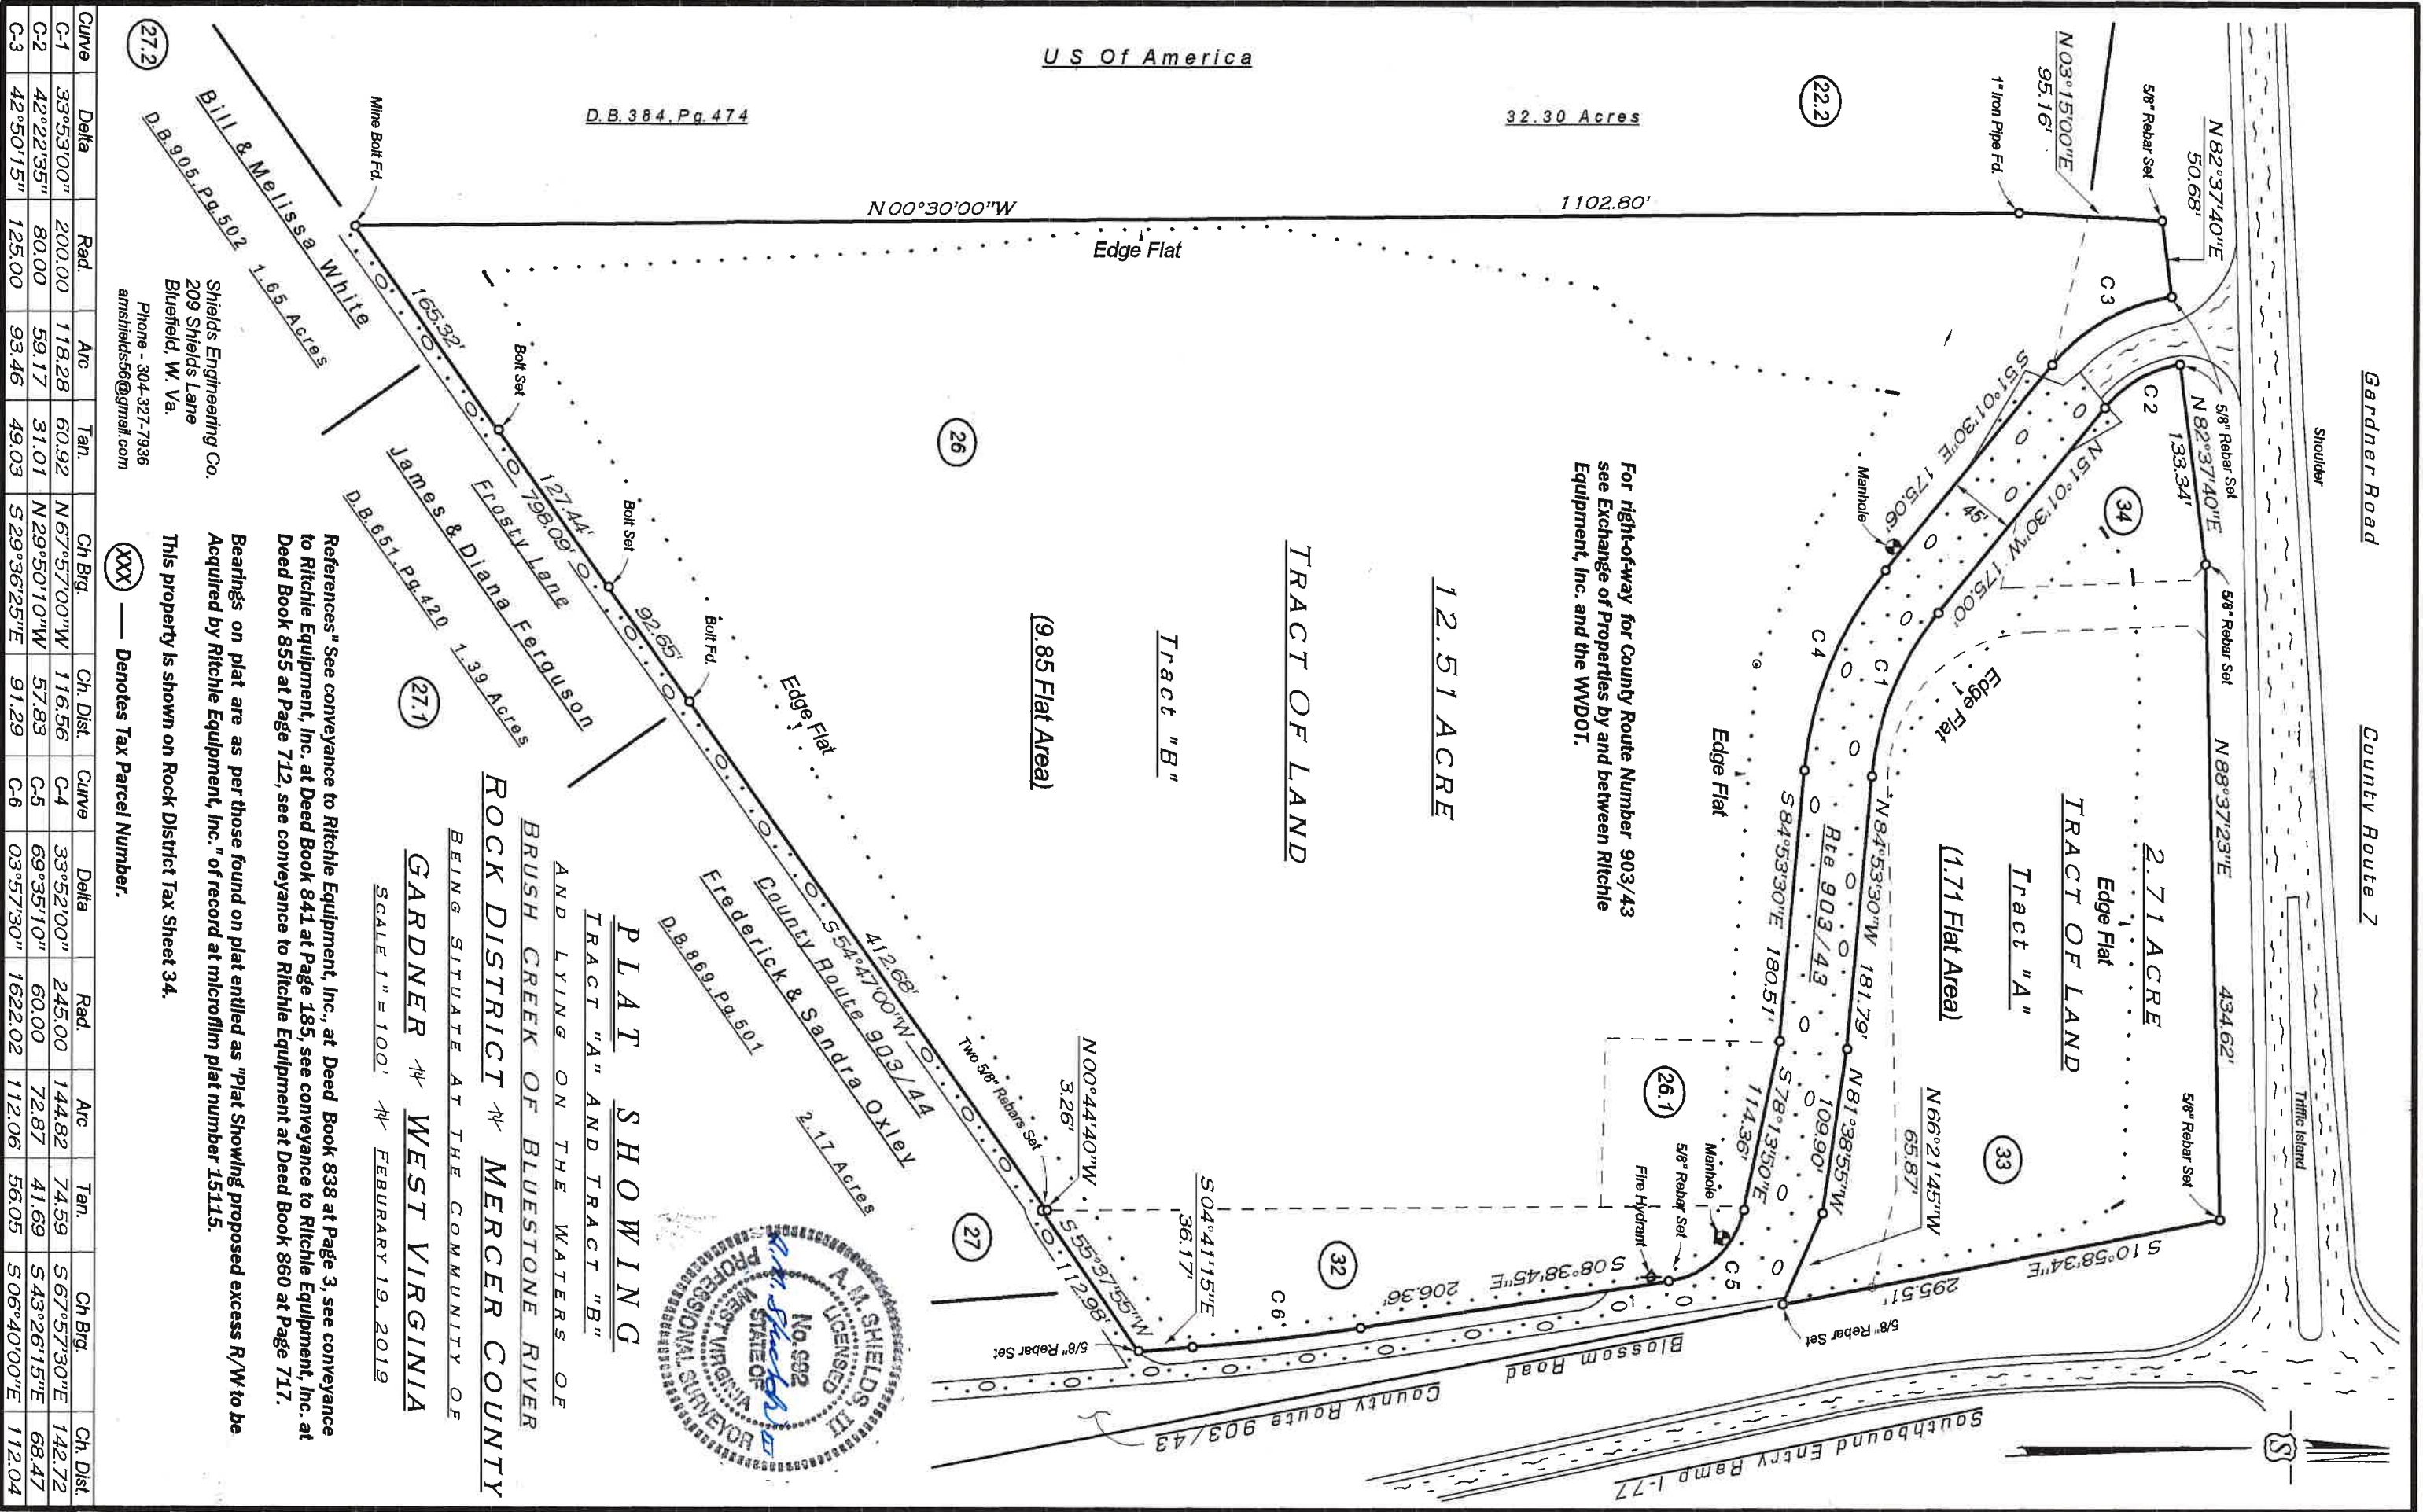 Gardner Road
County Route 7
Shoulder
Triffic Island
N 82°37'40"E
50.68'
5/8" Rebar Set
N 03°15'00"E
95.16'
1" Iron Pipe Fd.
22.2
32.30 Acres
US Of America
D.B.384,Pg.474
N 00°30'00"W
1102.80'
Edge Flat
C 3
C 2
5/8" Rebar Set
N 82°37'40"E
133.34'
5/8" Rebar Set
N 88°37'23"E
434.62'
5/8" Rebar Set
34
S 51°01'30"E 175.06'
N 51°01'30"W 175.00'
45'
Manhole
Edge Flat
2.71 ACRE
Edge Flat
TRACT OF LAND
Tract "A"
(1.71 Flat Area)
33
C 4
C 1
N 84°53'30"W 181.79'
Rte 903/43
S 84°53'30"E 180.51'
Edge Flat
N 81°38'55"W
109.90'
S 78°13'50"E
114.36'
N 66°21'45"W
65.87'
S 10°58'34"E
295.51'
5/8" Rebar Set
26.1
Manhole
5/8" Rebar Set
Fire Hydrant
C 5
S 08°38'45"E
206.36'
32
C 6
S 04°41'15"E
36.17'
5/8" Rebar Set
Blossom Road
County Route 903/43
Southbound Entry Ramp I-77
S
For right-of-way for County Route Number 903/43
see Exchange of Properties by and between Ritchie
Equipment, Inc. and the WVDOT.
12.51 ACRE
TRACT OF LAND
Tract "B"
(9.85 Flat Area)
26
N00°44'40"W
3.26'
Two 5/8" Rebars Set
S 55°37'55"W
112.98'
27
Edge Flat
Mine Bolt Fd.
165.32'
Bolt Set
127.44'
798.09'
Bolt Set
92.65'
Bolt Fd.
412.68'
S 54°47'00"W
County Route 903/44
Frosty Lane
Frederick & Sandra Oxley
D.B.869,Pg.501
2.17 Acres
James & Diana Ferguson
D.B.651,Pg.420
1.39 Acres
27.1
Bill & Melissa White
D.B.905,Pg.502
1.65 Acres
27.2
Shields Engineering Co.
209 Shields Lane
Bluefield, W. Va.
Phone - 304-327-7936
amshields56@gmail.com
PLAT SHOWING
TRACT "A" AND TRACT "B"
AND LYING ON THE WATERS OF
BRUSH CREEK OF BLUESTONE RIVER
ROCK DISTRICT MERCER COUNTY
BEING SITUATE AT THE COMMUNITY OF
GARDNER WEST VIRGINIA
SCALE 1"=100' FEBURARY 19, 2019
A. M. SHIELDS, III
LICENSED
No. 992
STATE OF
WEST VIRGINIA
PROFESSIONAL SURVEYOR
References" See conveyance to Ritchie Equipment, Inc., at Deed Book 838 at Page 3, see conveyance
to Ritchie Equipment, Inc. at Deed Book 841 at Page 185, see conveyance to Ritchie Equipment, Inc. at
Deed Book 855 at Page 712, see conveyance to Ritchie Equipment at Deed Book 860 at Page 717.
Bearings on plat are as per those found on plat entiled as "Plat Showing proposed excess R/W to be
Acquired by Ritchie Equipment, Inc." of record at microfilm plat number 15115.
This property is shown on Rock District Tax Sheet 34.
XXX — Denotes Tax Parcel Number.
Curve Delta Rad. Arc Tan. Ch Brg. Ch. Dist. Curve Delta Rad. Arc Tan. Ch Brg. Ch. Dist.
C-1 33°53'00" 200.00 118.28 60.92 N 67°57'00"W 116.56 C-4 33°52'00" 245.00 144.82 74.59 S 67°57'30"E 142.72
C-2 42°22'35" 80.00 59.17 31.01 N 29°50'10"W 57.83 C-5 69°35'10" 60.00 72.87 41.69 S 43°26'15"E 68.47
C-3 42°50'15" 125.00 93.46 49.03 S 29°36'25"E 91.29 C-6 03°57'30" 1622.02 112.06 56.05 S 06°40'00"E 112.04